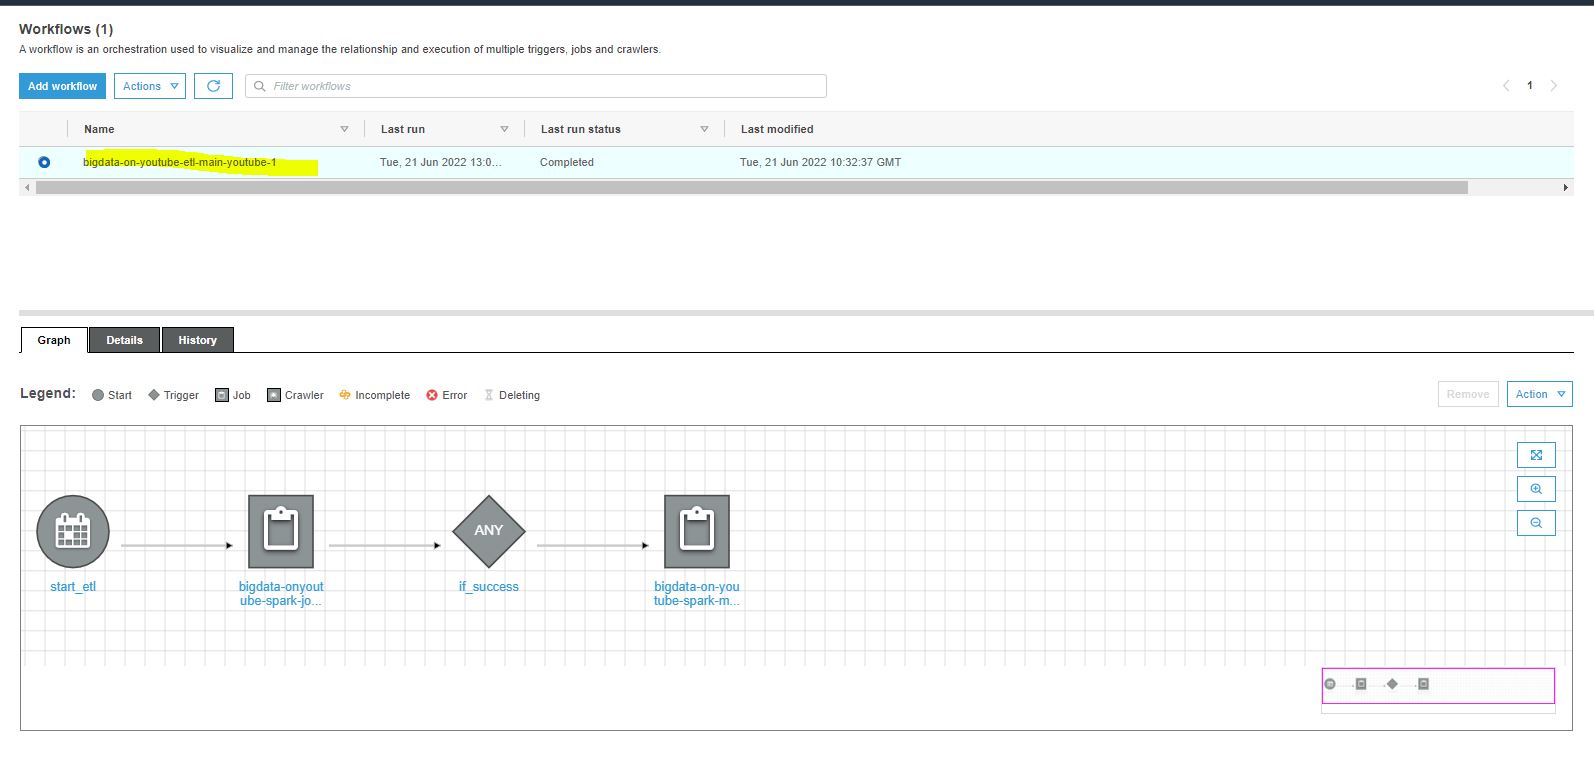 Workflows (1)
A workflow is an orchestration used to visualize and manage the relationship and execution of multiple triggers, jobs and crawlers.
Add workflow Actions Filter workflows 1
Name Last run Last run status Last modified
bigdata-on-youtube-etl-main-youtube-1 Tue, 21 Jun 2022 13:0... Completed Tue, 21 Jun 2022 10:32:37 GMT
Graph Details History
Legend: Start Trigger Job Crawler Incomplete Error Deleting Remove Action
ANY
start_etl
bigdata-onyout
ube-spark-jo...
if_success
bigdata-on-you
tube-spark-m...